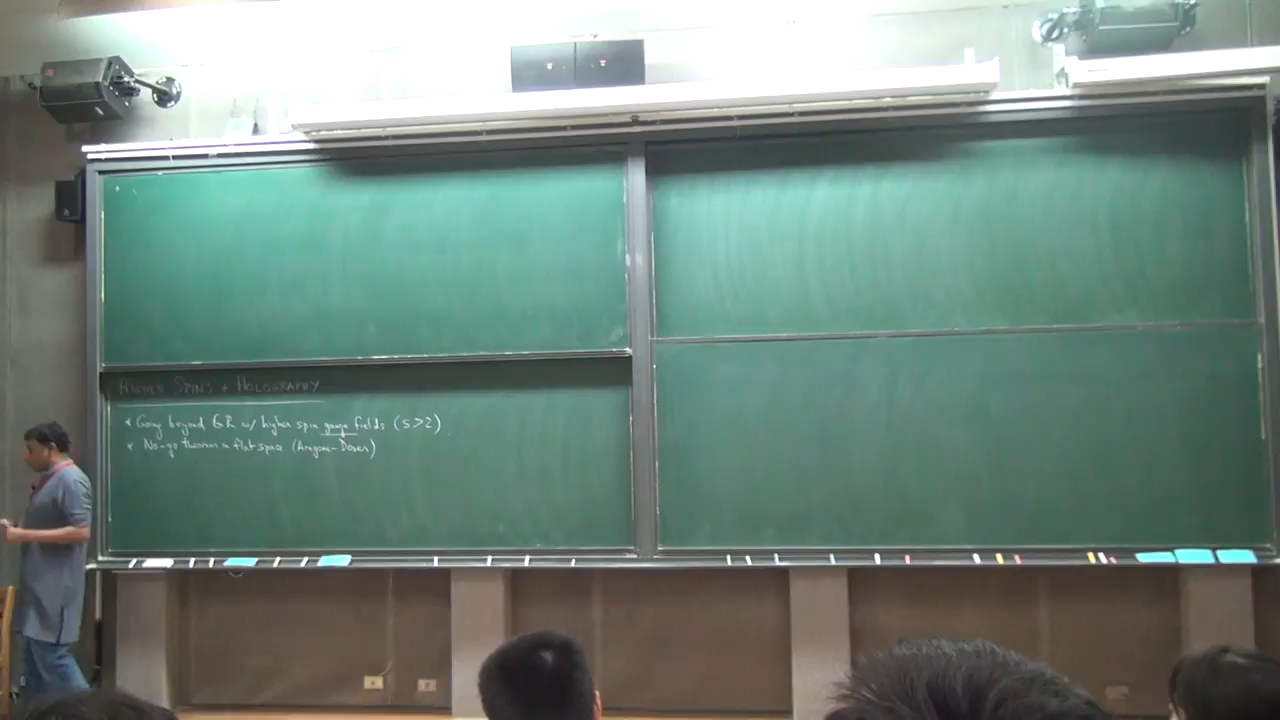 HIGHER SPINS + HOLOGRAPHY
* Going beyond GR w/ higher spin gauge fields (s>2)
* No-go theorem in flat space (Aragone-Deser)